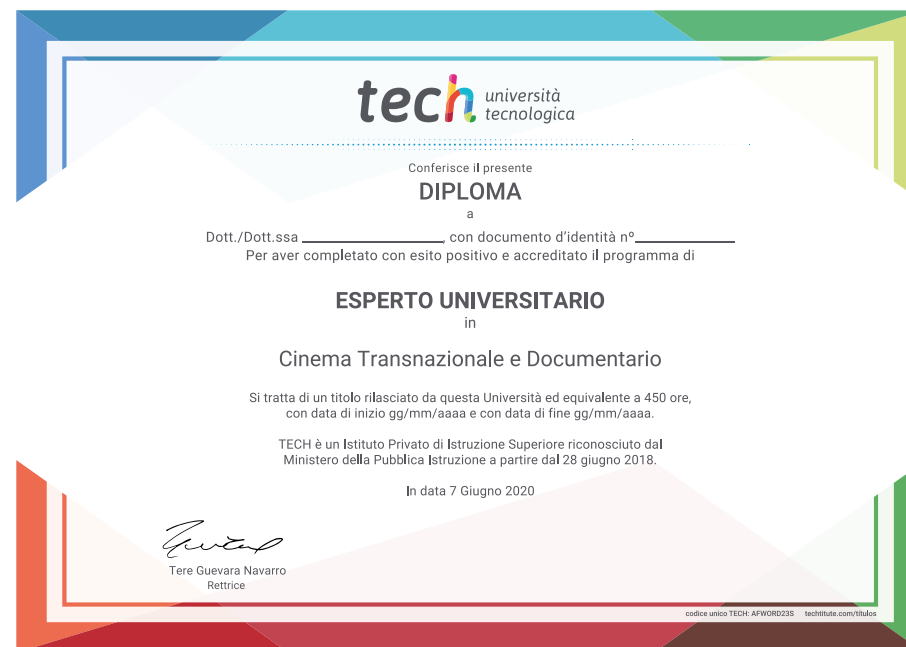 tech università
tecnologica
Conferisce il presente
DIPLOMA
a
Dott./Dott.ssa ____________________, con documento d'identità nº______________
Per aver completato con esito positivo e accreditato il programma di
ESPERTO UNIVERSITARIO
in
Cinema Transnazionale e Documentario
Si tratta di un titolo rilasciato da questa Università ed equivalente a 450 ore,
con data di inizio gg/mm/aaaa e con data di fine gg/mm/aaaa.
TECH è un Istituto Privato di Istruzione Superiore riconosciuto dal
Ministero della Pubblica Istruzione a partire dal 28 giugno 2018.
In data 7 Giugno 2020
Tere Guevara Navarro
Rettrice
codice unico TECH: AFWORD23S techtitute.com/títulos